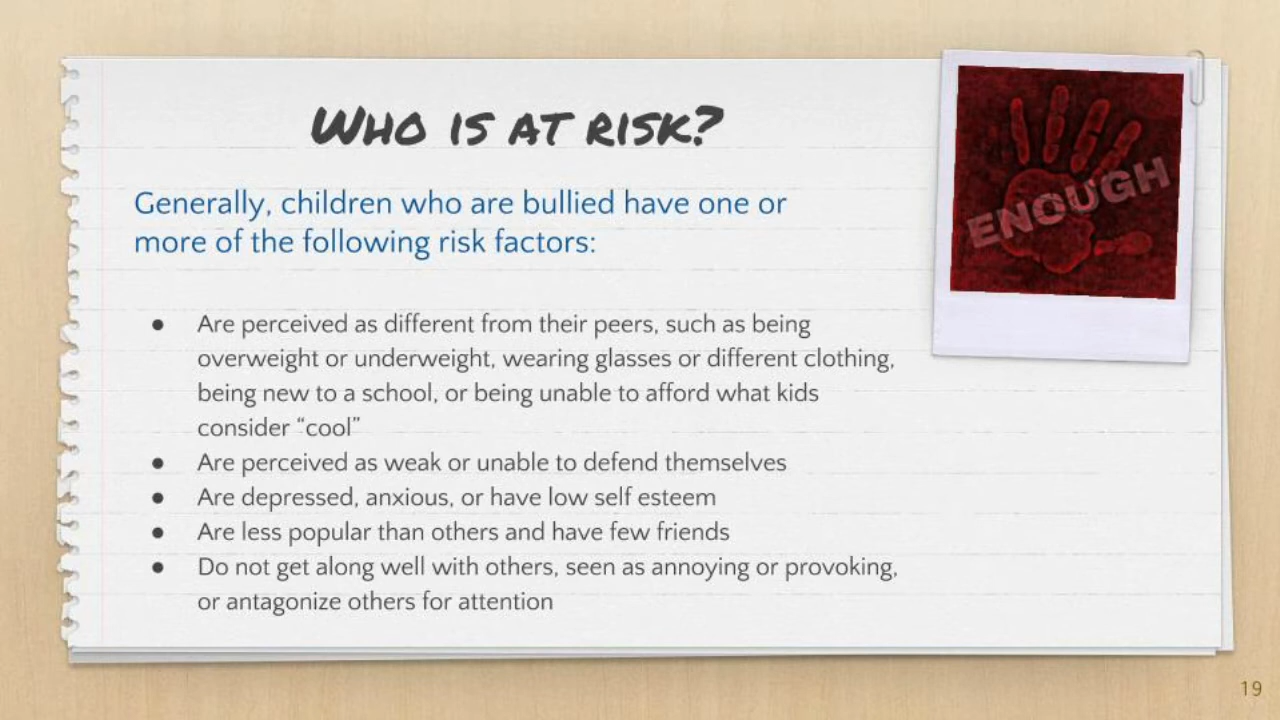 WHO IS AT RISK?
ENOUGH
Generally, children who are bullied have one or
more of the following risk factors:
● Are perceived as different from their peers, such as being
overweight or underweight, wearing glasses or different clothing,
being new to a school, or being unable to afford what kids
consider “cool”
● Are perceived as weak or unable to defend themselves
● Are depressed, anxious, or have low self esteem
● Are less popular than others and have few friends
● Do not get along well with others, seen as annoying or provoking,
or antagonize others for attention
19